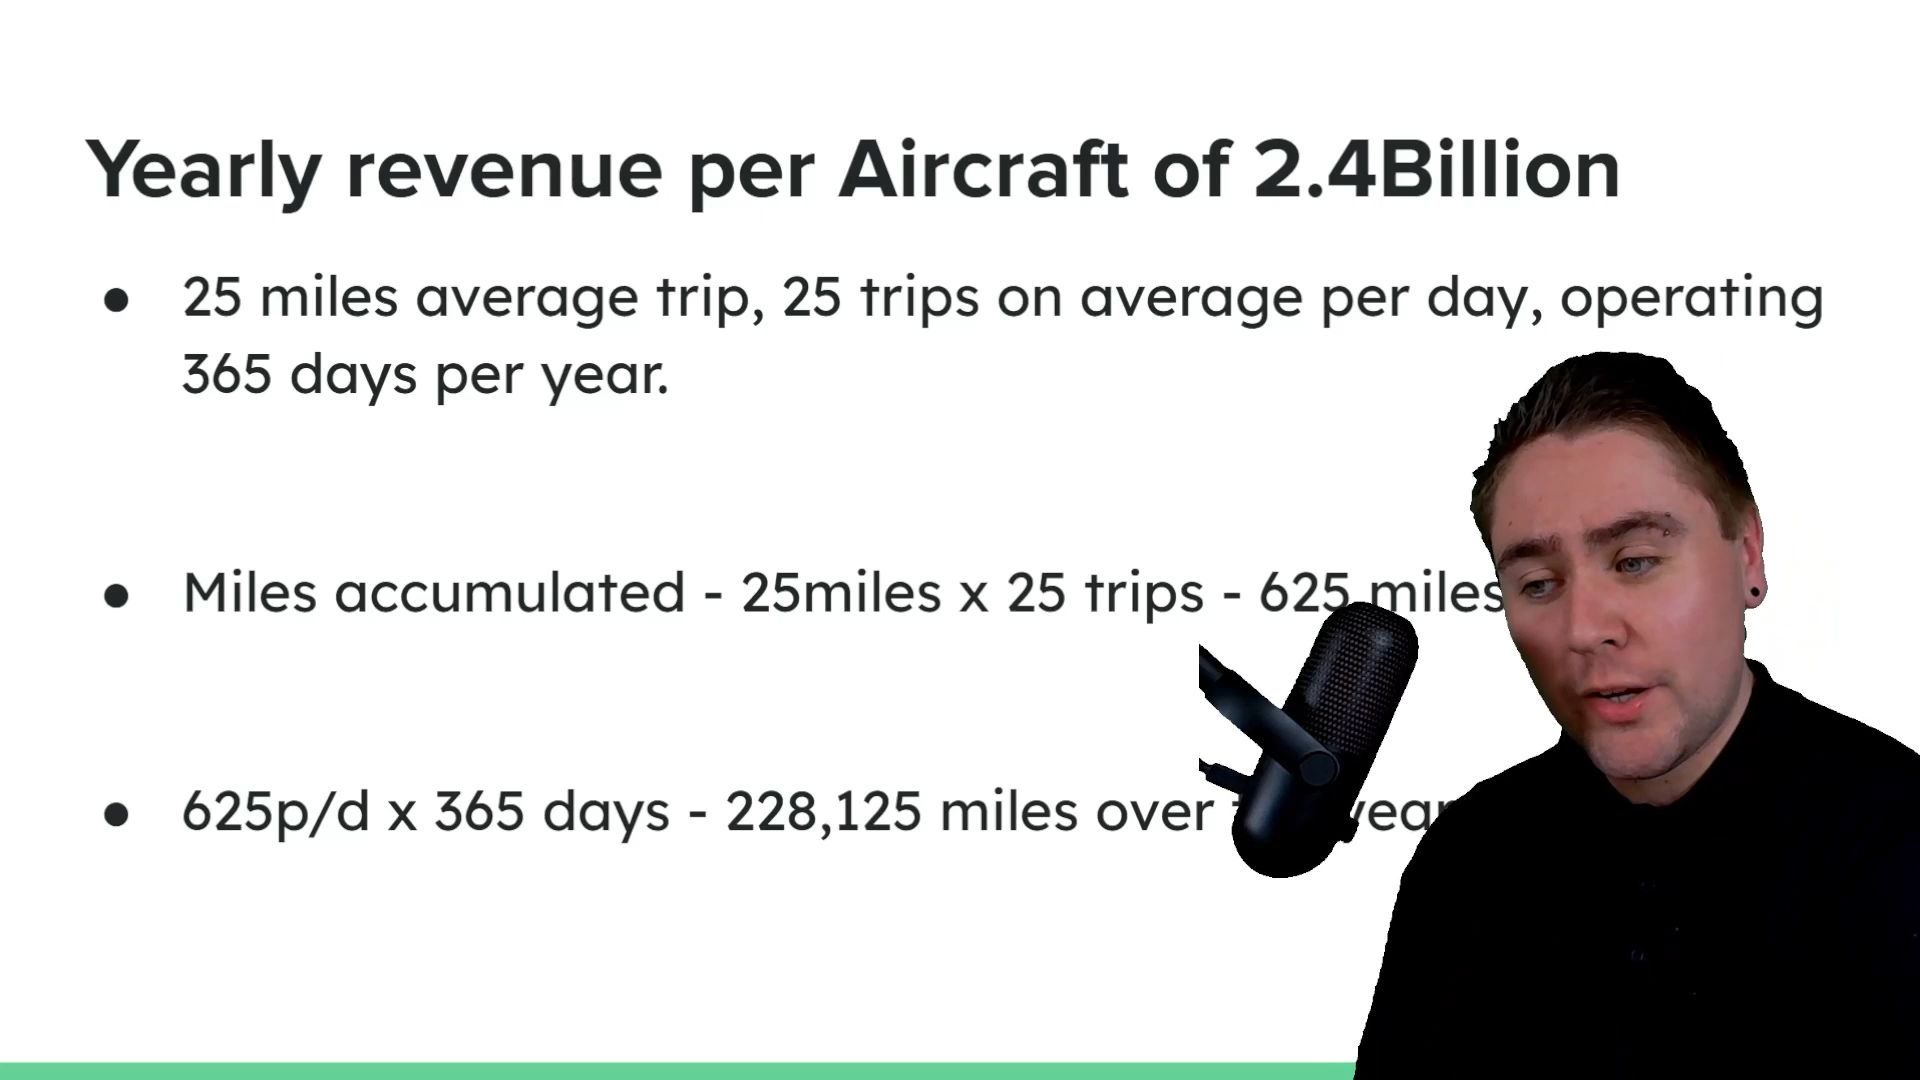 Yearly revenue per Aircraft of 2.4Billion
● 25 miles average trip, 25 trips on average per day, operating
365 days per year.
● Miles accumulated - 25miles x 25 trips - 625 miles
● 625p/d x 365 days - 228,125 miles over